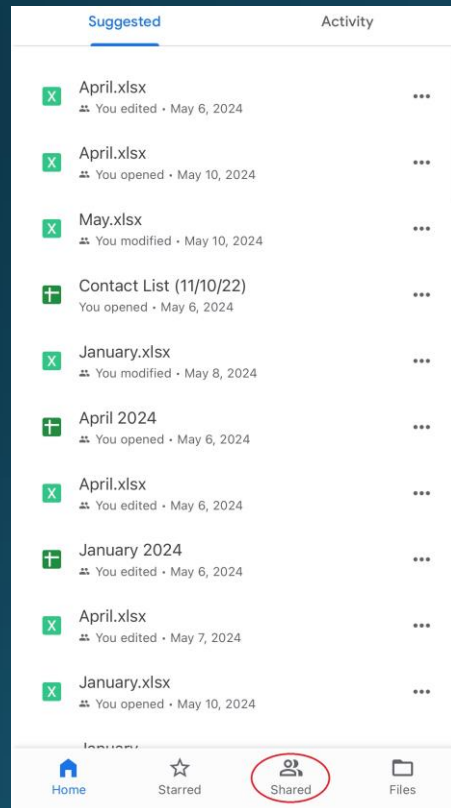 Suggested Activity
April.xlsx
You edited • May 6, 2024
April.xlsx
You opened • May 10, 2024
May.xlsx
You modified • May 10, 2024
Contact List (11/10/22)
You opened • May 6, 2024
January.xlsx
You modified • May 8, 2024
April 2024
You opened • May 6, 2024
April.xlsx
You edited • May 6, 2024
January 2024
You edited • May 6, 2024
April.xlsx
You edited • May 7, 2024
January.xlsx
You opened • May 10, 2024
January
Home Starred Shared Files